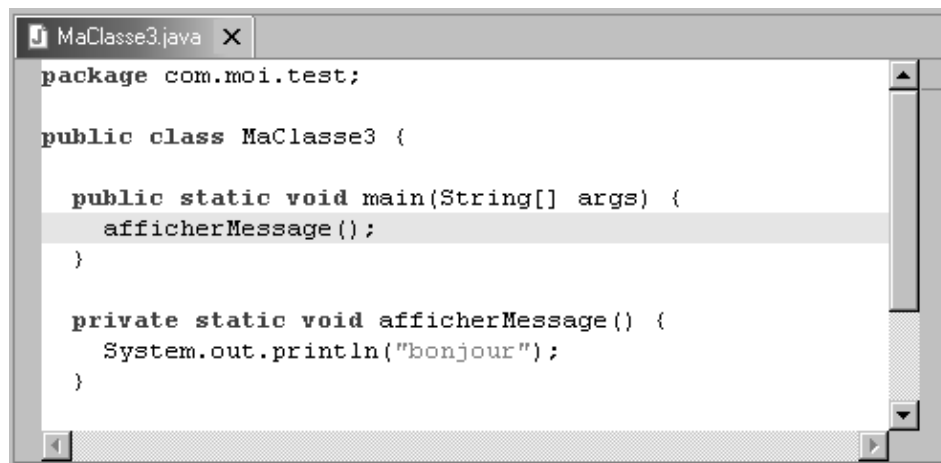 MaClasse3.java
package com.moi.test;
public class MaClasse3 {
public static void main(String[] args) {
afficherMessage();
}
private static void afficherMessage() {
System.out.println("bonjour");
}